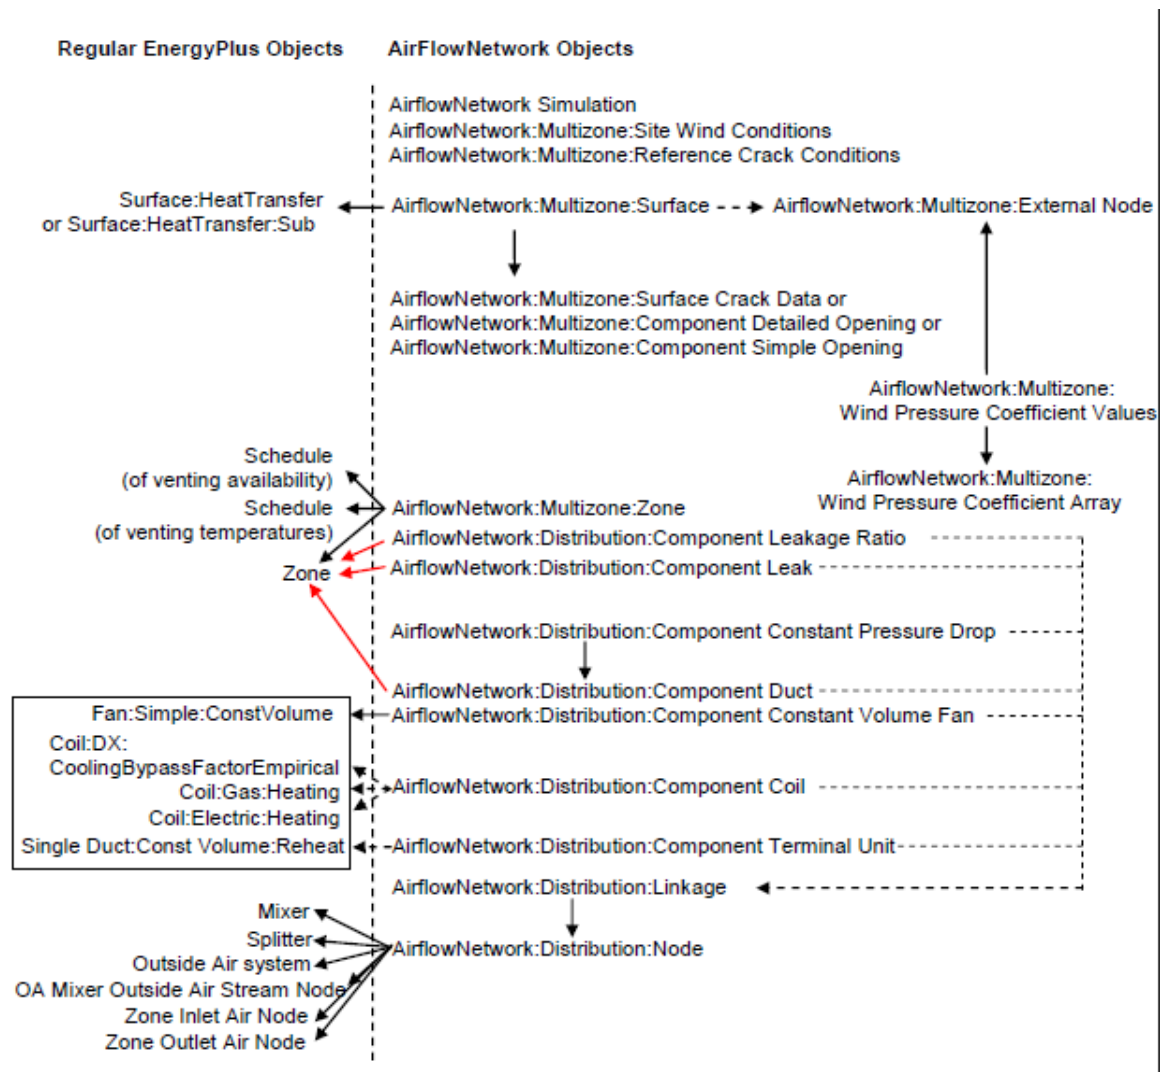 Regular EnergyPlus Objects
AirFlowNetwork Objects
AirflowNetwork Simulation
AirflowNetwork:Multizone:Site Wind Conditions
AirflowNetwork:Multizone:Reference Crack Conditions
Surface:HeatTransfer
or Surface:HeatTransfer:Sub
AirflowNetwork:Multizone:Surface
AirflowNetwork:Multizone:External Node
AirflowNetwork:Multizone:Surface Crack Data or
AirflowNetwork:Multizone:Component Detailed Opening or
AirflowNetwork:Multizone:Component Simple Opening
AirflowNetwork:Multizone:
Wind Pressure Coefficient Values
AirflowNetwork:Multizone:
Wind Pressure Coefficient Array
Schedule
(of venting availability)
Schedule
(of venting temperatures)
Zone
AirflowNetwork:Multizone:Zone
AirflowNetwork:Distribution:Component Leakage Ratio
AirflowNetwork:Distribution:Component Leak
AirflowNetwork:Distribution:Component Constant Pressure Drop
AirflowNetwork:Distribution:Component Duct
Fan:Simple:ConstVolume
AirflowNetwork:Distribution:Component Constant Volume Fan
Coil:DX:
CoolingBypassFactorEmpirical
Coil:Gas:Heating
Coil:Electric:Heating
AirflowNetwork:Distribution:Component Coil
Single Duct:Const Volume:Reheat
AirflowNetwork:Distribution:Component Terminal Unit
AirflowNetwork:Distribution:Linkage
Mixer
Splitter
Outside Air system
OA Mixer Outside Air Stream Node
Zone Inlet Air Node
Zone Outlet Air Node
AirflowNetwork:Distribution:Node